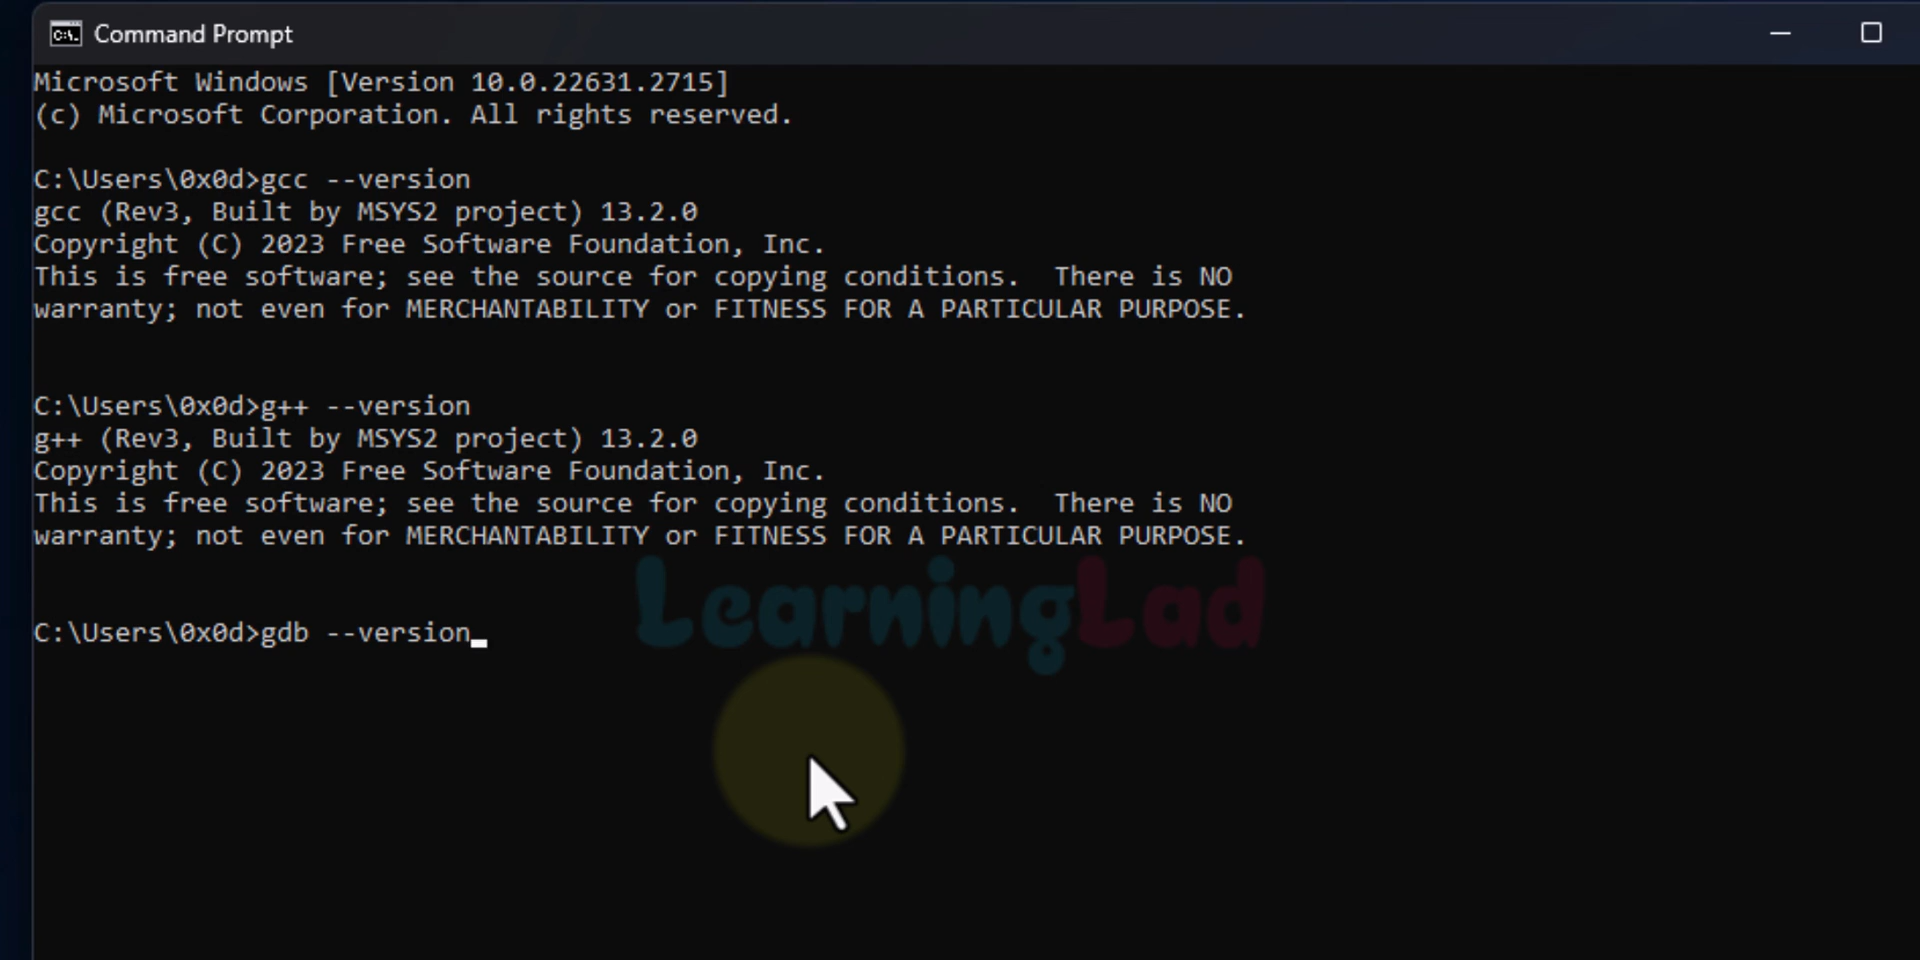 Command Prompt
Microsoft Windows [Version 10.0.22631.2715]
(c) Microsoft Corporation. All rights reserved.
C:\Users\0x0d>gcc --version
gcc (Rev3, Built by MSYS2 project) 13.2.0
Copyright (C) 2023 Free Software Foundation, Inc.
This is free software; see the source for copying conditions.  There is NO
warranty; not even for MERCHANTABILITY or FITNESS FOR A PARTICULAR PURPOSE.
C:\Users\0x0d>g++ --version
g++ (Rev3, Built by MSYS2 project) 13.2.0
Copyright (C) 2023 Free Software Foundation, Inc.
This is free software; see the source for copying conditions.  There is NO
warranty; not even for MERCHANTABILITY or FITNESS FOR A PARTICULAR PURPOSE.
LearningLad
C:\Users\0x0d>gdb --version